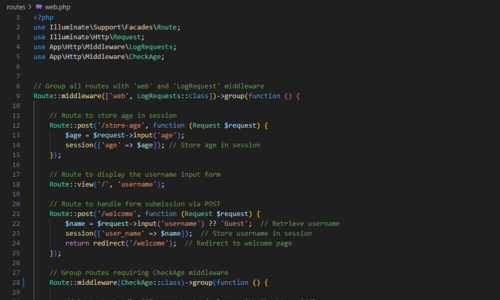 routes > web.php
1 <?php
2 use Illuminate\Support\Facades\Route;
3 use Illuminate\Http\Request;
4 use App\Http\Middleware\LogRequests;
5 use App\Http\Middleware\CheckAge;
6
7
8 // Group all routes with 'web' and 'LogRequest' middleware
9 Route::middleware(['web', LogRequests::class])->group(function () {
10
11 // Route to store age in session
12 Route::post('/store-age', function (Request $request) {
13 $age = $request->input('age');
14 session(['age' => $age]); // Store age in session
15 });
16
17 // Route to display the username input form
18 Route::view('/', 'username');
19
20 // Route to handle form submission via POST
21 Route::post('/welcome', function (Request $request) {
22 $name = $request->input('username') ?? 'Guest'; // Retrieve username
23 session(['user_name' => $name]); // Store username in session
24 return redirect('/welcome'); // Redirect to welcome page
25 });
26
27 // Group routes requiring CheckAge middleware
28 Route::middleware(CheckAge::class)->group(function () {
29